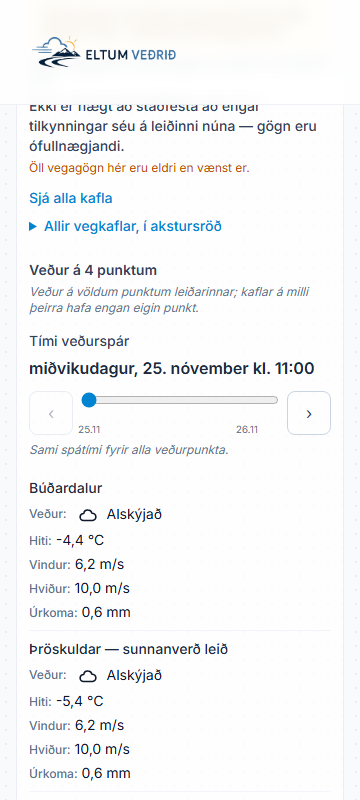 ELTUM VEÐRIÐ
Ekki er hægt að staðfesta að engar
tilkynningar séu á leiðinni núna — gögn eru
ófullnægjandi.
Öll vegagögn hér eru eldri en vænst er.
Sjá alla kafla
Allir vegkaflar, í akstursröð
Veður á 4 punktum
Veður á völdum punktum leiðarinnar; kaflar á milli
þeirra hafa engan eigin punkt.
Tími veðurspár
miðvikudagur, 25. nóvember kl. 11:00
25.11 26.11
Sami spátími fyrir alla veðurpunkta.
Búðardalur
Veður: Alskýjað
Hiti: -4,4 °C
Vindur: 6,2 m/s
Hviður: 10,0 m/s
Úrkoma: 0,6 mm
Þröskuldar — sunnanverð leið
Veður: Alskýjað
Hiti: -5,4 °C
Vindur: 6,2 m/s
Hviður: 10,0 m/s
Úrkoma: 0,6 mm